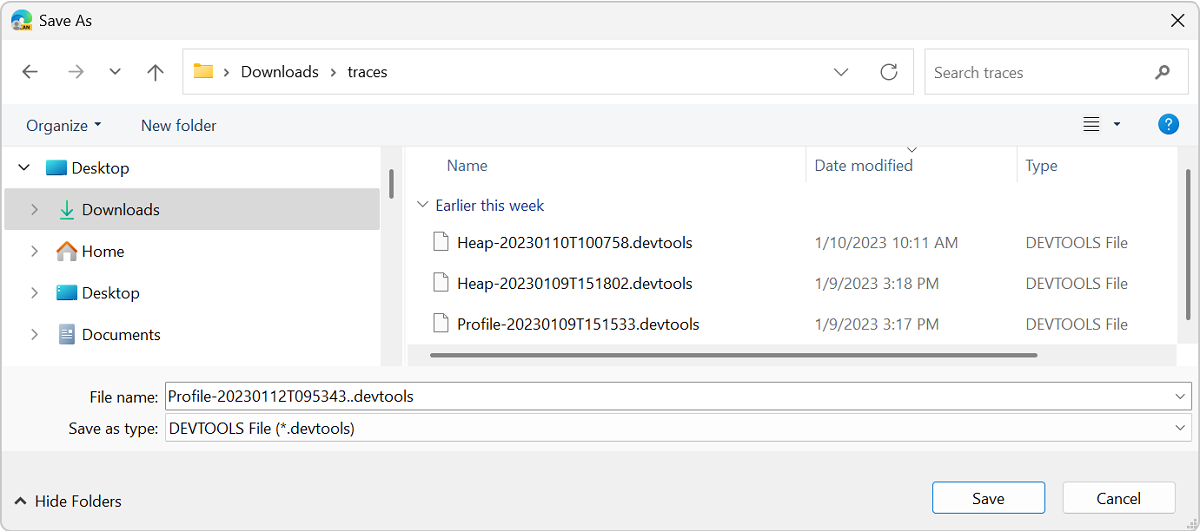 Save As
Downloads > traces
Search traces
Organize New folder
?
Desktop
Downloads
Home
Desktop
Documents
Name Date modified Type
Earlier this week
Heap-20230110T100758.devtools 1/10/2023 10:11 AM DEVTOOLS File
Heap-20230109T151802.devtools 1/9/2023 3:18 PM DEVTOOLS File
Profile-20230109T151533.devtools 1/9/2023 3:17 PM DEVTOOLS File
File name: Profile-20230112T095343..devtools
Save as type: DEVTOOLS File (*.devtools)
Hide Folders
Save Cancel